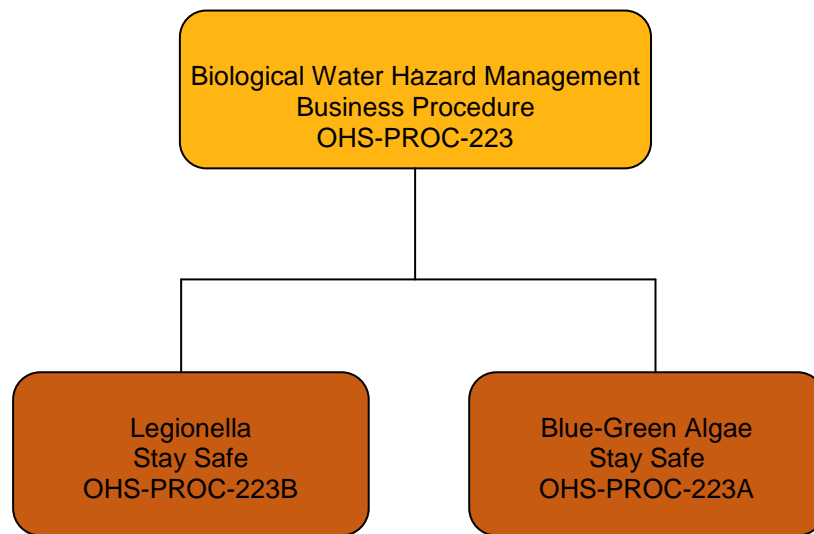 Biological Water Hazard Management
Business Procedure
OHS-PROC-223
Legionella
Stay Safe
OHS-PROC-223B
Blue-Green Algae
Stay Safe
OHS-PROC-223A